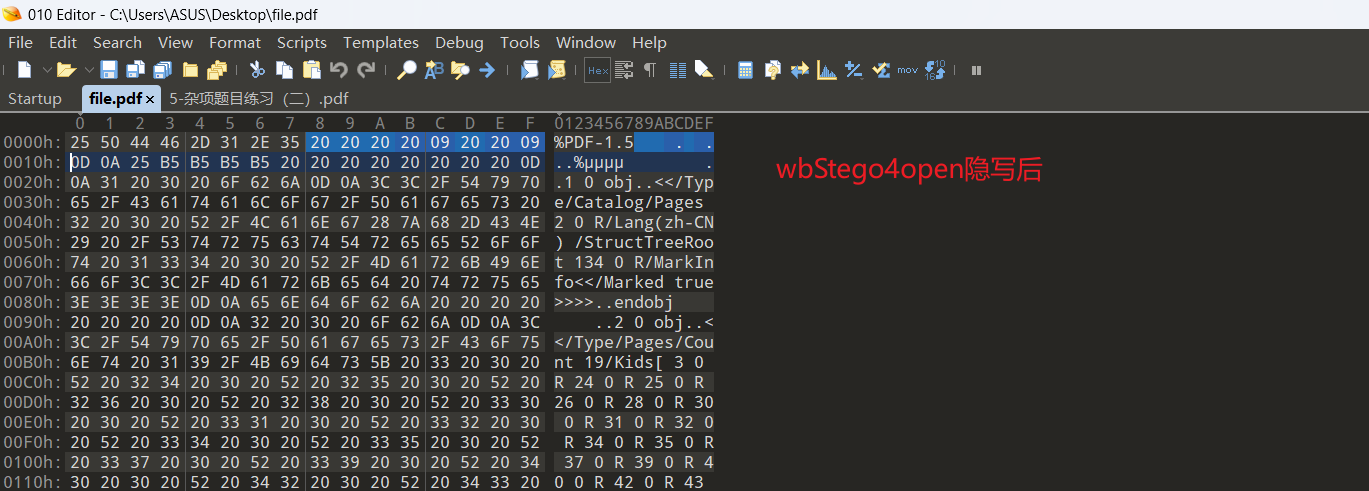 010 Editor - C:\Users\ASUS\Desktop\file.pdf
File Edit Search View Format Scripts Templates Debug Tools Window Help
Hex mov
Startup file.pdf × 5-杂项题目练习（二）.pdf
0 1 2 3 4 5 6 7 8 9 A B C D E F 0123456789ABCDEF
0000h: 25 50 44 46 2D 31 2E 35 20 20 20 20 09 20 20 09 %PDF-1.5 . .
0010h: 0D 0A 25 B5 B5 B5 B5 20 20 20 20 20 20 20 20 0D ..%µµµµ .
wbStego4open隐写后
0020h: 0A 31 20 30 20 6F 62 6A 0D 0A 3C 3C 2F 54 79 70 .1 0 obj..<</Typ
0030h: 65 2F 43 61 74 61 6C 6F 67 2F 50 61 67 65 73 20 e/Catalog/Pages
0040h: 32 20 30 20 52 2F 4C 61 6E 67 28 7A 68 2D 43 4E 2 0 R/Lang(zh-CN
0050h: 29 20 2F 53 74 72 75 63 74 54 72 65 65 52 6F 6F ) /StructTreeRoo
0060h: 74 20 31 33 34 20 30 20 52 2F 4D 61 72 6B 49 6E t 134 0 R/MarkIn
0070h: 66 6F 3C 3C 2F 4D 61 72 6B 65 64 20 74 72 75 65 fo<</Marked true
0080h: 3E 3E 3E 3E 0D 0A 65 6E 64 6F 62 6A 20 20 20 20 >>>>..endobj
0090h: 20 20 20 20 0D 0A 32 20 30 20 6F 62 6A 0D 0A 3C ..2 0 obj..<
00A0h: 3C 2F 54 79 70 65 2F 50 61 67 65 73 2F 43 6F 75 </Type/Pages/Cou
00B0h: 6E 74 20 31 39 2F 4B 69 64 73 5B 20 33 20 30 20 nt 19/Kids[ 3 0
00C0h: 52 20 32 34 20 30 20 52 20 32 35 20 30 20 52 20 R 24 0 R 25 0 R
00D0h: 32 36 20 30 20 52 20 32 38 20 30 20 52 20 33 30 26 0 R 28 0 R 30
00E0h: 20 30 20 52 20 33 31 20 30 20 52 20 33 32 20 30 0 R 31 0 R 32 0
00F0h: 20 52 20 33 34 20 30 20 52 20 33 35 20 30 20 52 R 34 0 R 35 0 R
0100h: 20 33 37 20 30 20 52 20 33 39 20 30 20 52 20 34 37 0 R 39 0 R 4
0110h: 30 20 30 20 52 20 34 32 20 30 20 52 20 34 33 20 0 0 R 42 0 R 43